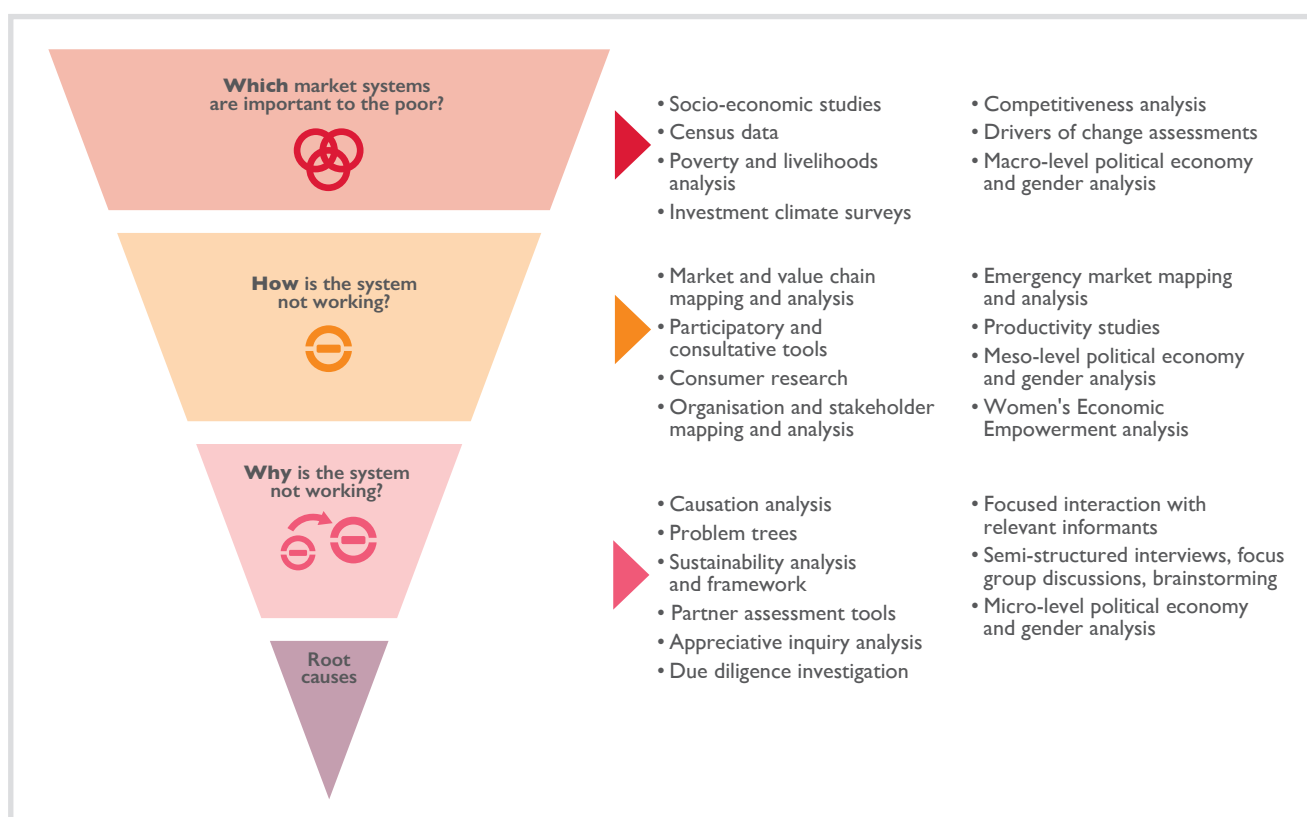 Which market systems
are important to the poor?
• Socio-economic studies
• Census data
• Poverty and livelihoods
analysis
• Investment climate surveys
• Competitiveness analysis
• Drivers of change assessments
• Macro-level political economy
and gender analysis
How is the system
not working?
• Market and value chain
mapping and analysis
• Participatory and
consultative tools
• Consumer research
• Organisation and stakeholder
mapping and analysis
• Emergency market mapping
and analysis
• Productivity studies
• Meso-level political economy
and gender analysis
• Women's Economic
Empowerment analysis
Why is the system
not working?
• Causation analysis
• Problem trees
• Sustainability analysis
and framework
• Partner assessment tools
• Appreciative inquiry analysis
• Due diligence investigation
• Focused interaction with
relevant informants
• Semi-structured interviews, focus
group discussions, brainstorming
• Micro-level political economy
and gender analysis
Root
causes